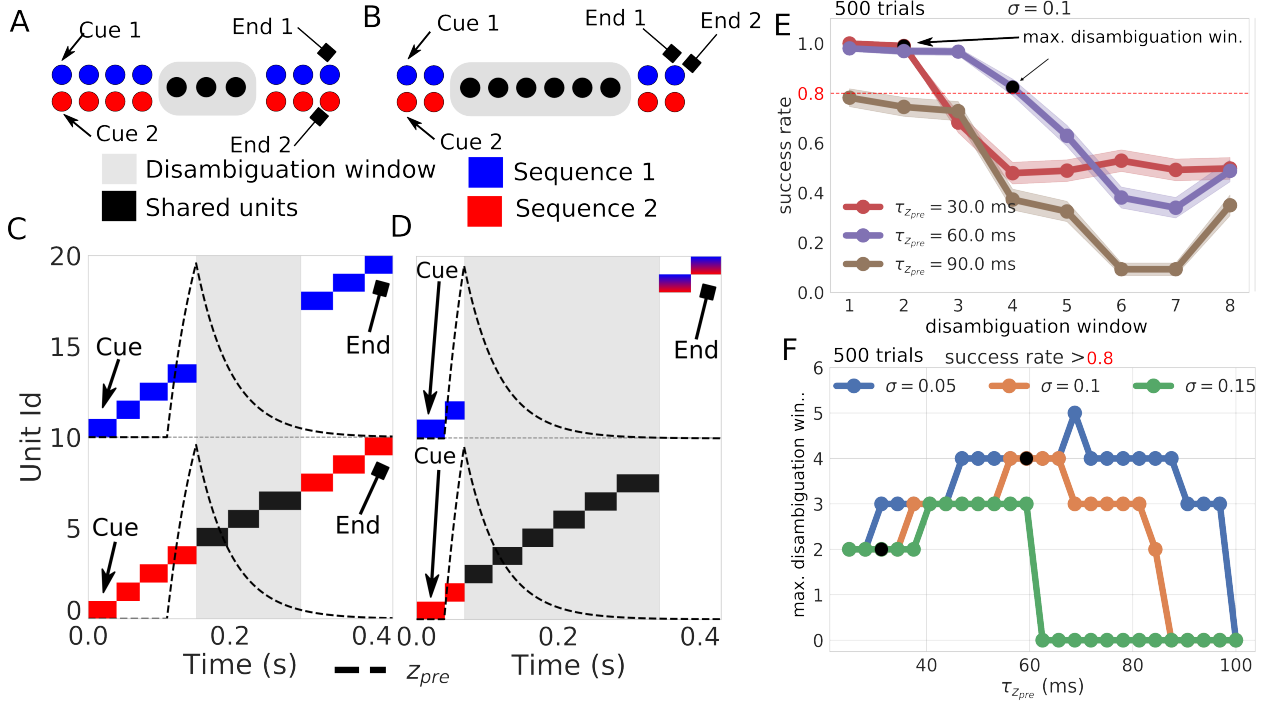 A
Cue 1
End 1
Cue 2
End 2
B
Cue 1
End 1
End 2
Cue 2
Disambiguation window
Shared units
Sequence 1
Sequence 2
C
Unit Id
20
15
10
5
0
Cue
End
Cue
End
0.0
0.2
0.4
Time (s)
D
Cue
End
Cue
0.0
0.2
0.4
Time (s)
z_pre
E
500 trials
σ = 0.1
max. disambiguation win.
success rate
1.0
0.8
0.6
0.4
0.2
0.0
τ_Zpre = 30.0 ms
τ_Zpre = 60.0 ms
τ_Zpre = 90.0 ms
1 2 3 4 5 6 7 8
disambiguation window
F
500 trials
success rate >0.8
σ = 0.05
σ = 0.1
σ = 0.15
max. disambiguation win..
6
5
4
3
2
1
0
40 60 80 100
τ_Zpre (ms)